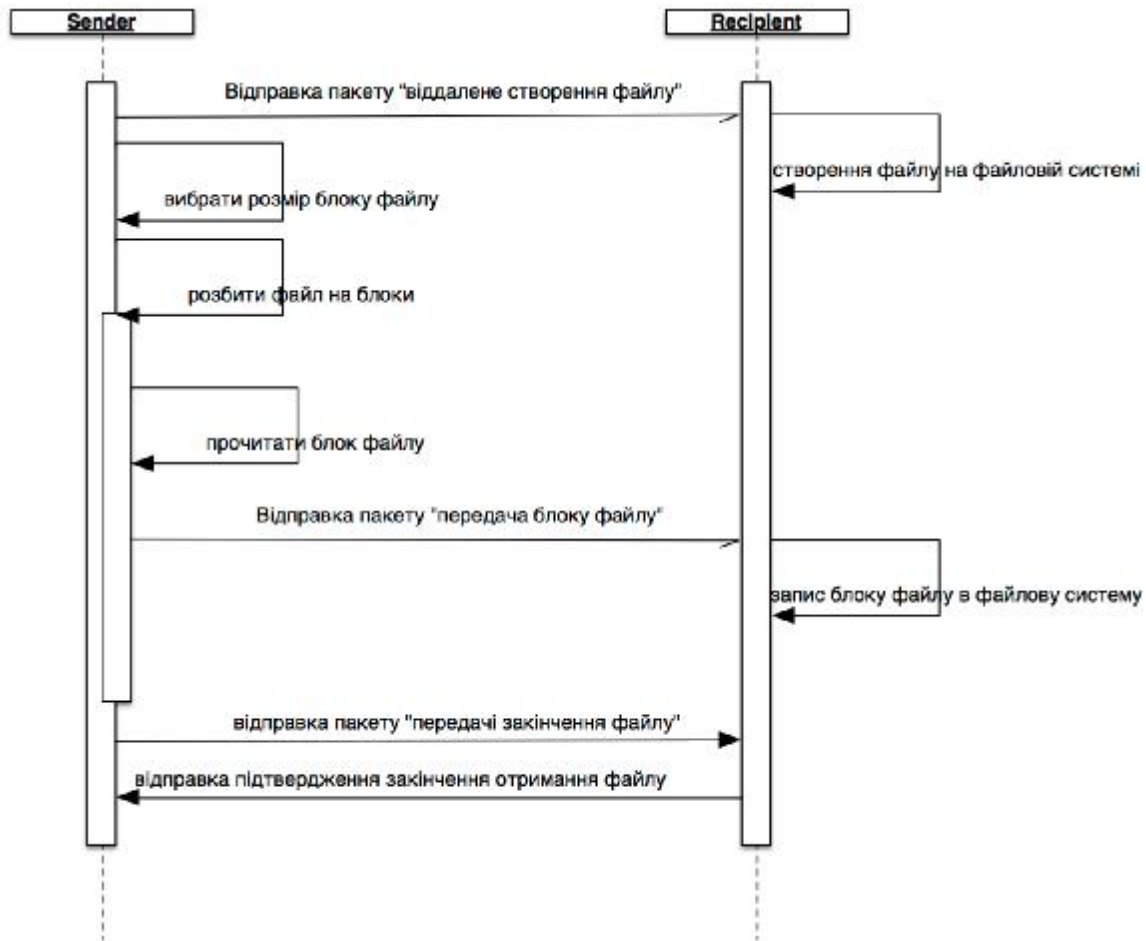 Sender
Recipient
Відправка пакету "віддалене створення файлу"
створення файлу на файловій системі
вибрати розмір блоку файлу
розбити файл на блоки
прочитати блок файлу
Відправка пакету "передача блоку файлу"
запис блоку файлу в файлову систему
відправка пакету "передачі закінчення файлу"
відправка підтвердження закінчення отримання файлу